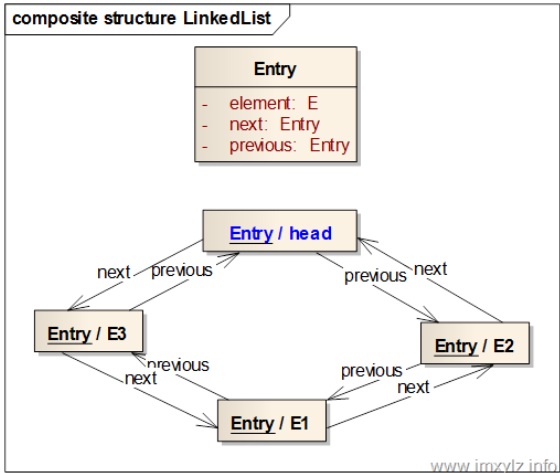 composite structure LinkedList
Entry
- element: E
- next: Entry
- previous: Entry
Entry / head
next
previous
previous
next
Entry / E3
Entry / E2
next
previous
previous
next
Entry / E1
www.imxylz.info